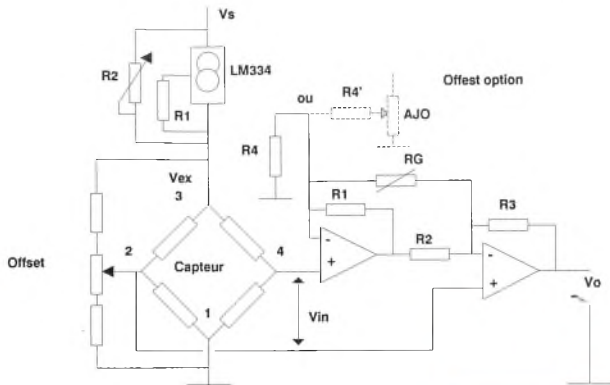 Vs
LM334
R2
R1
ou
R4'
Offest option
AJO
R4
RG
Vex
3
R1
R3
R2
2
4
-
+
-
+
Offset
Capteur
1
Vin
Vo